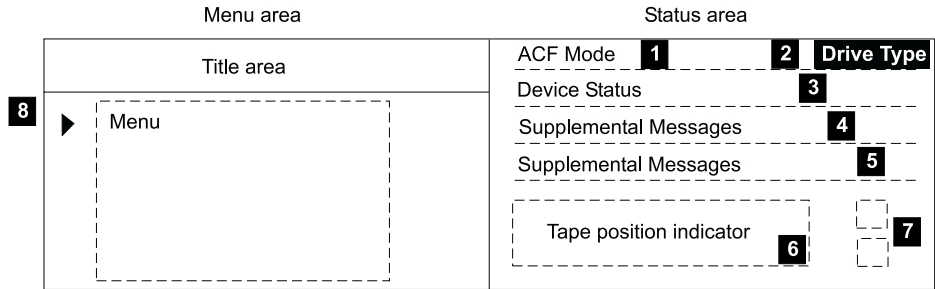 Menu area
Status area
Title area
ACF Mode 1 2 Drive Type
Device Status 3
8
Menu
Supplemental Messages 4
Supplemental Messages 5
Tape position indicator 6
7